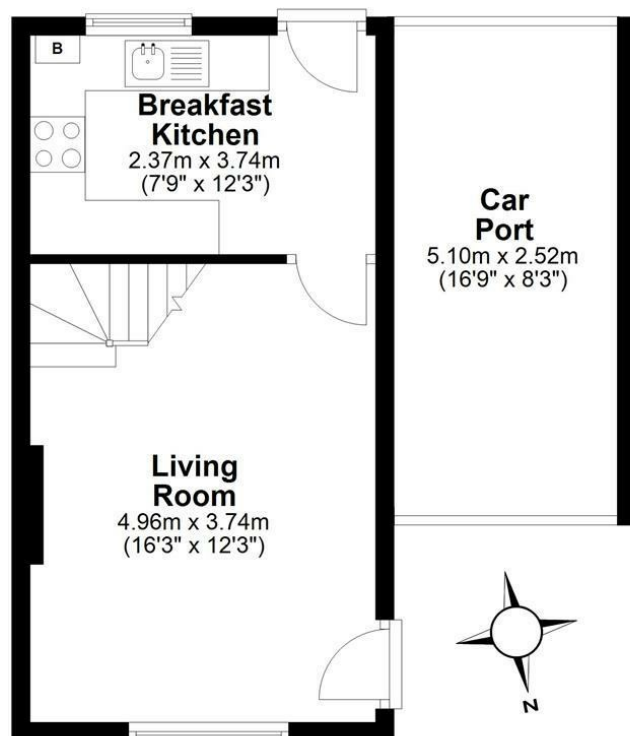 B
Breakfast
Kitchen
2.37m x 3.74m
(7'9" x 12'3")
Car
Port
5.10m x 2.52m
(16'9" x 8'3")
Living
Room
4.96m x 3.74m
(16'3" x 12'3")
N